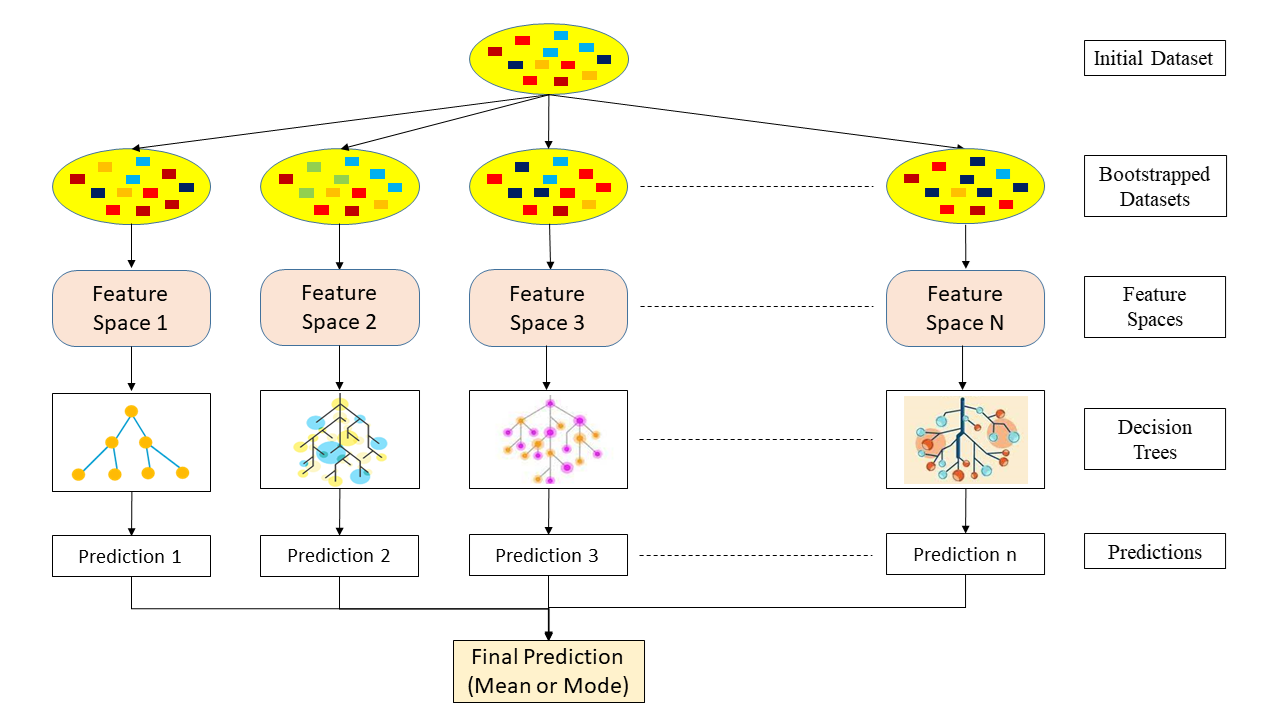 Initial Dataset
Bootstrapped
Datasets
Feature
Space 1
Feature
Space 2
Feature
Space 3
Feature
Space N
Feature
Spaces
Decision
Trees
Prediction 1
Prediction 2
Prediction 3
Prediction n
Predictions
Final Prediction
(Mean or Mode)